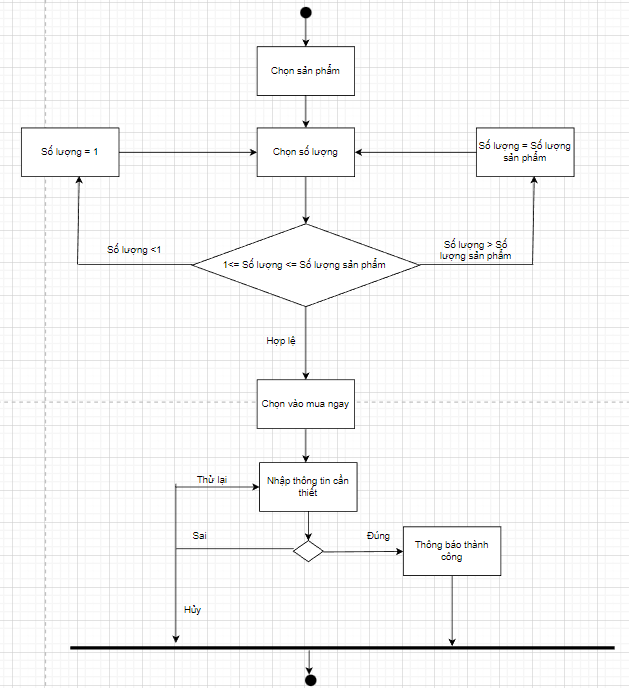 Chọn sản phẩm
Số lượng = 1
Chọn số lượng
Số lượng = Số lượng
sản phẩm
Số lượng <1
1<= Số lượng <= Số lượng sản phẩm
Số lượng > Số
lượng sản phẩm
Hợp lệ
Chọn vào mua ngay
Thử lại
Nhập thông tin cần
thiết
Sai
Đúng
Thông báo thành
công
Hủy